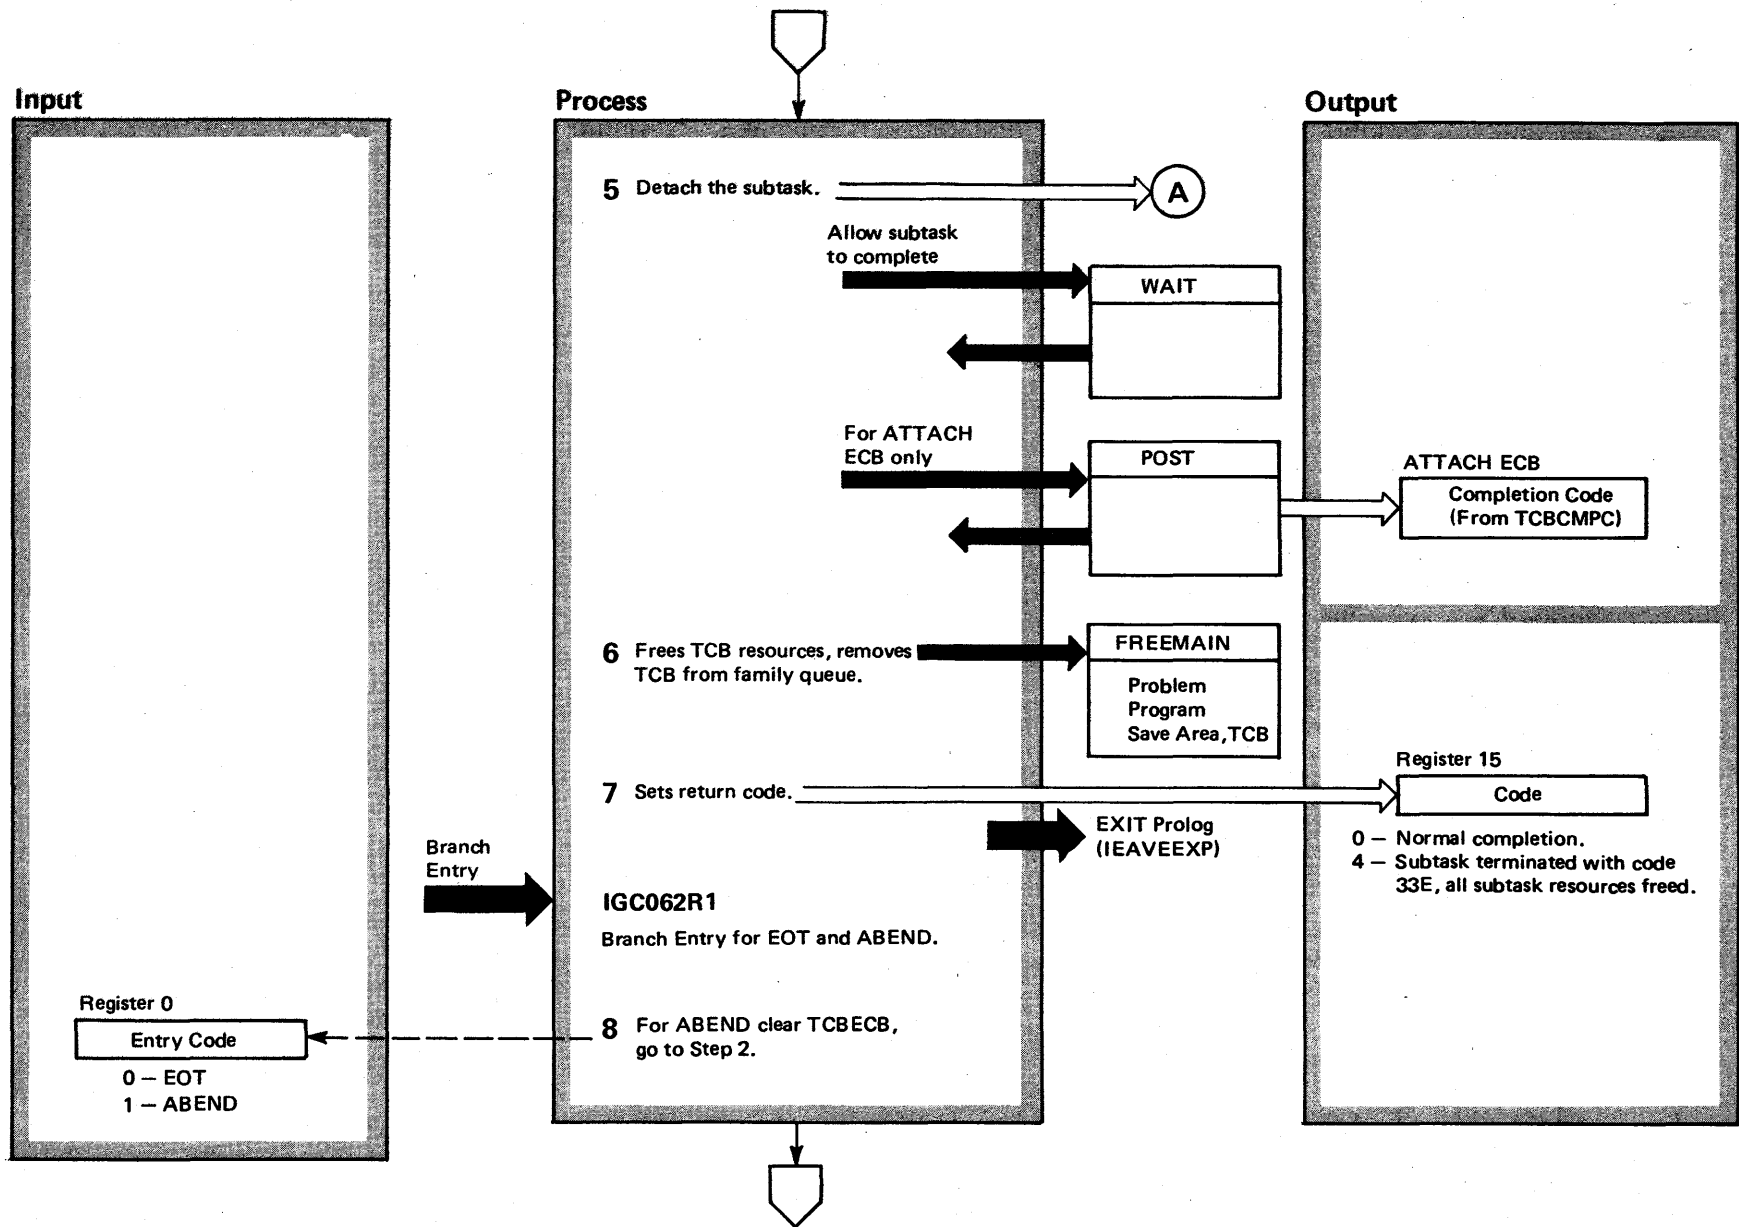 Input
Process
Output
5 Detach the subtask.
A
Allow subtask
to complete
WAIT
For ATTACH
ECB only
POST
ATTACH ECB
Completion Code
(From TCBCMPC)
6 Frees TCB resources, removes
TCB from family queue.
FREEMAIN
Problem
Program
Save Area,TCB
7 Sets return code.
Register 15
Code
EXIT Prolog
(IEAVEEXP)
0 – Normal completion.
4 – Subtask terminated with code
33E, all subtask resources freed.
Branch
Entry
IGC062R1
Branch Entry for EOT and ABEND.
Register 0
Entry Code
0 – EOT
1 – ABEND
8 For ABEND clear TCBECB,
go to Step 2.